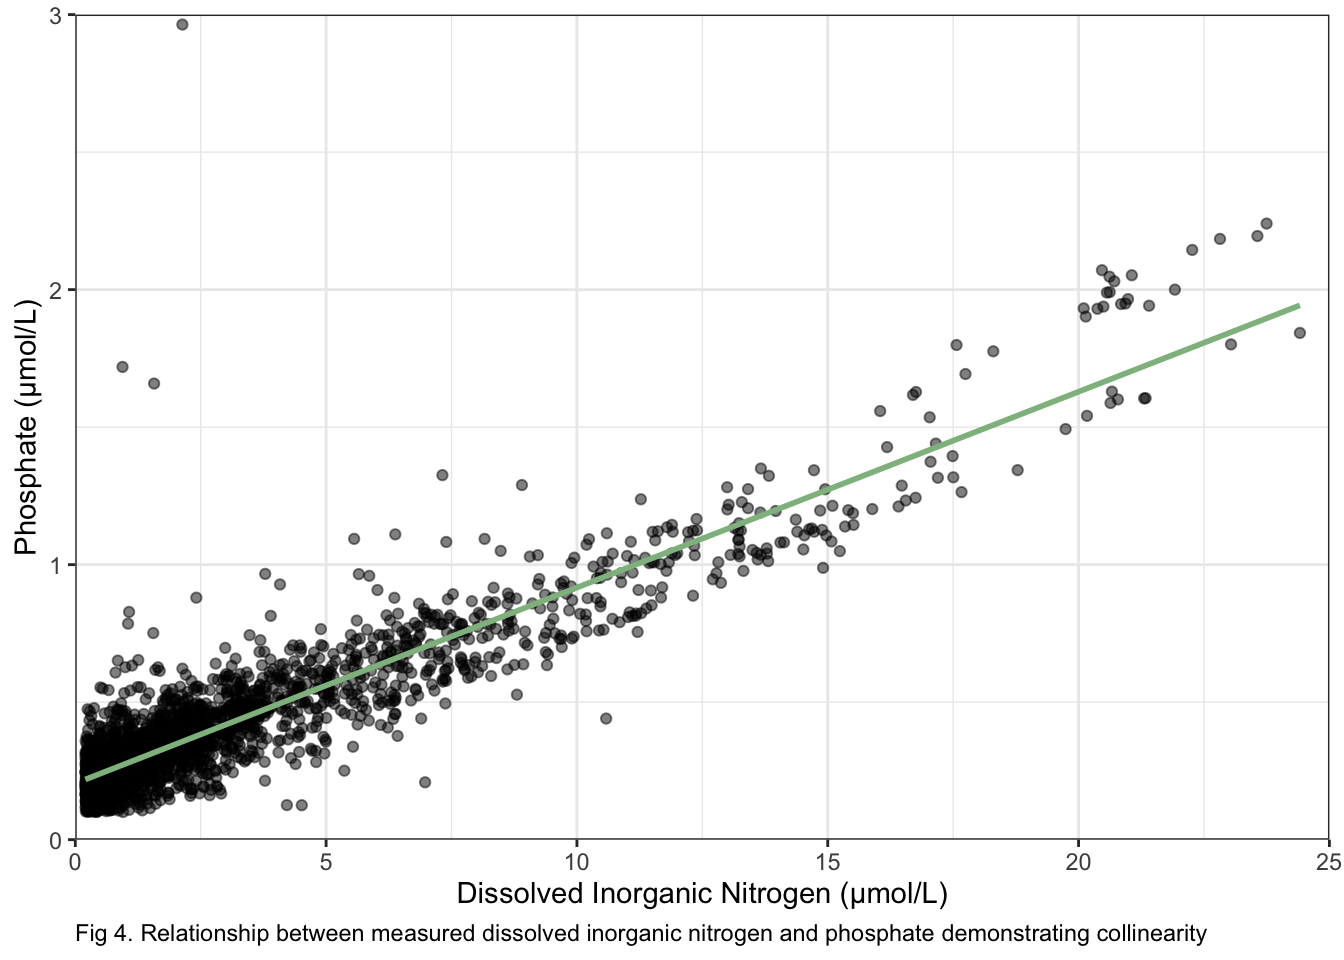 3
2
1
0
Phosphate (μmol/L)
0 5 10 15 20 25
Dissolved Inorganic Nitrogen (μmol/L)
Fig 4. Relationship between measured dissolved inorganic nitrogen and phosphate demonstrating collinearity